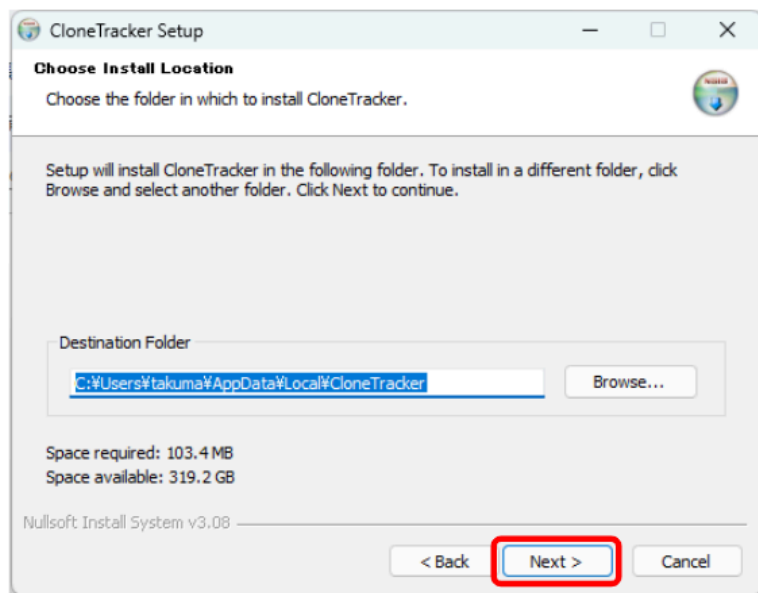 CloneTracker Setup
Choose Install Location
Choose the folder in which to install CloneTracker.
Setup will install CloneTracker in the following folder. To install in a different folder, click
Browse and select another folder. Click Next to continue.
Destination Folder
C:¥Users¥takuma¥AppData¥Local¥CloneTracker
Browse...
Space required: 103.4 MB
Space available: 319.2 GB
Nullsoft Install System v3.08
< Back
Next >
Cancel